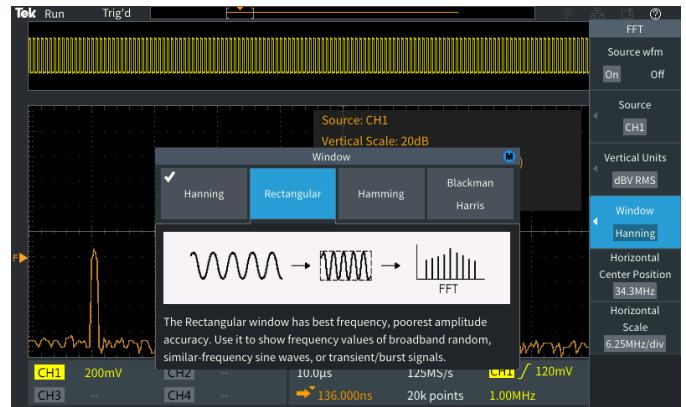 Tek Run Trig'd
FFT
Source wfm
On Off
Source
CH1
Vertical Units
dBV RMS
Window
Hanning
Horizontal
Center Position
34.3MHz
Horizontal
Scale
6.25MHz/div
Source: CH1
Vertical Scale: 20dB
Window
M
Hanning
Rectangular
Hamming
Blackman
Harris
FFT
The Rectangular window has best frequency, poorest amplitude
accuracy. Use it to show frequency values of broadband random,
similar-frequency sine waves, or transient/burst signals.
F
CH1 200mV CH2 -- 10.0µs 125MS/s CH1 120mV
CH3 -- CH4 -- 136.000ns 20k points 1.00MHz